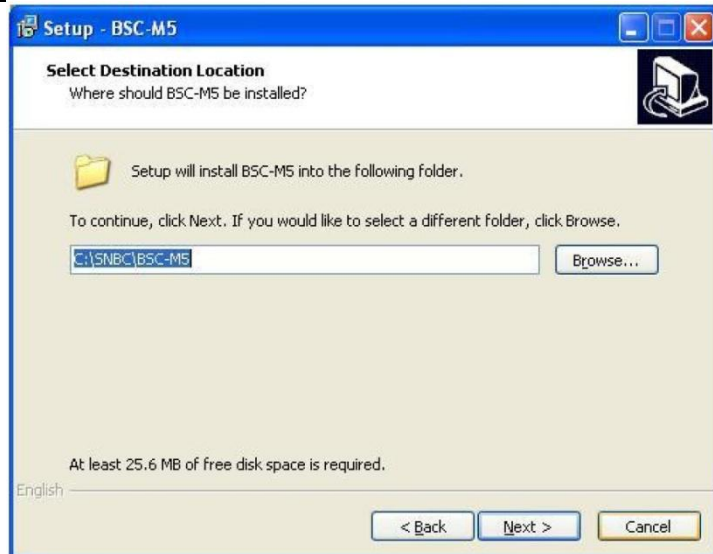 Setup - BSC-M5
Select Destination Location
Where should BSC-M5 be installed?
Setup will install BSC-M5 into the following folder.
To continue, click Next. If you would like to select a different folder, click Browse.
C:\SNBC\BSC-M5
Browse...
At least 25.6 MB of free disk space is required.
English
< Back
Next >
Cancel